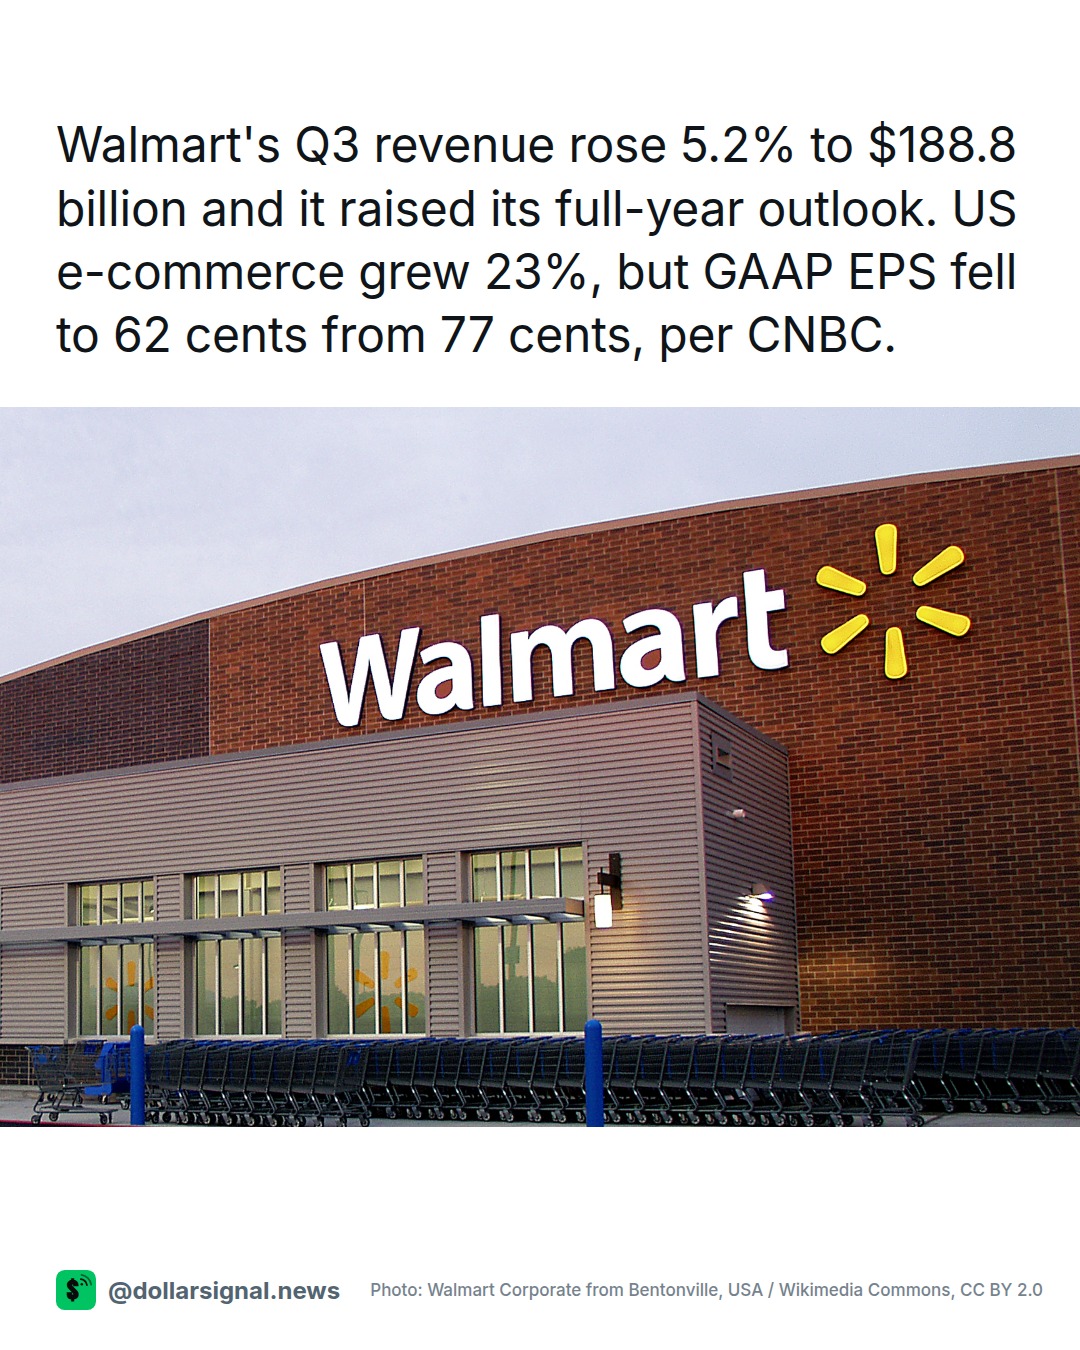 Walmart's Q3 revenue rose 5.2% to $188.8
billion and it raised its full-year outlook. US
e-commerce grew 23%, but GAAP EPS fell
to 62 cents from 77 cents, per CNBC.
Walmart
@dollarsignal.news
Photo: Walmart Corporate from Bentonville, USA / Wikimedia Commons, CC BY 2.0